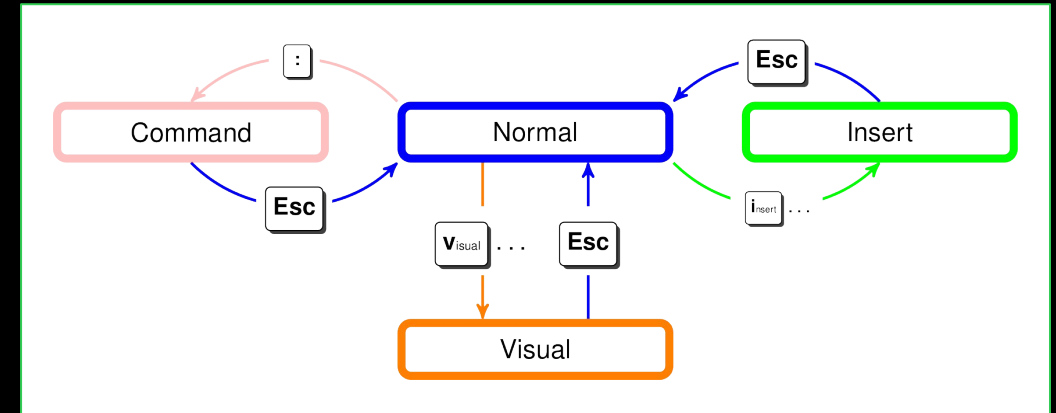 :
Esc
Command
Normal
Insert
Esc
insert ...
visual ...
Esc
Visual